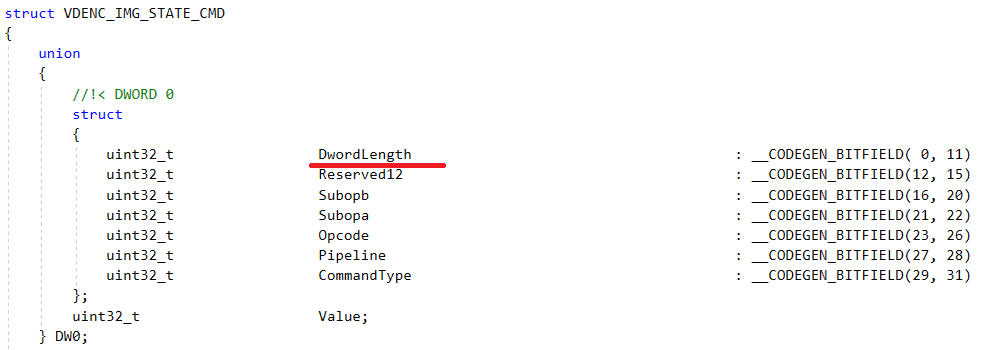 struct VDENC_IMG_STATE_CMD
{
union
{
//!< DWORD 0
struct
{
uint32_t DwordLength : __CODEGEN_BITFIELD( 0, 11)
uint32_t Reserved12 : __CODEGEN_BITFIELD(12, 15)
uint32_t Subopb : __CODEGEN_BITFIELD(16, 20)
uint32_t Subopa : __CODEGEN_BITFIELD(21, 22)
uint32_t Opcode : __CODEGEN_BITFIELD(23, 26)
uint32_t Pipeline : __CODEGEN_BITFIELD(27, 28)
uint32_t CommandType : __CODEGEN_BITFIELD(29, 31)
};
uint32_t Value;
} DW0;